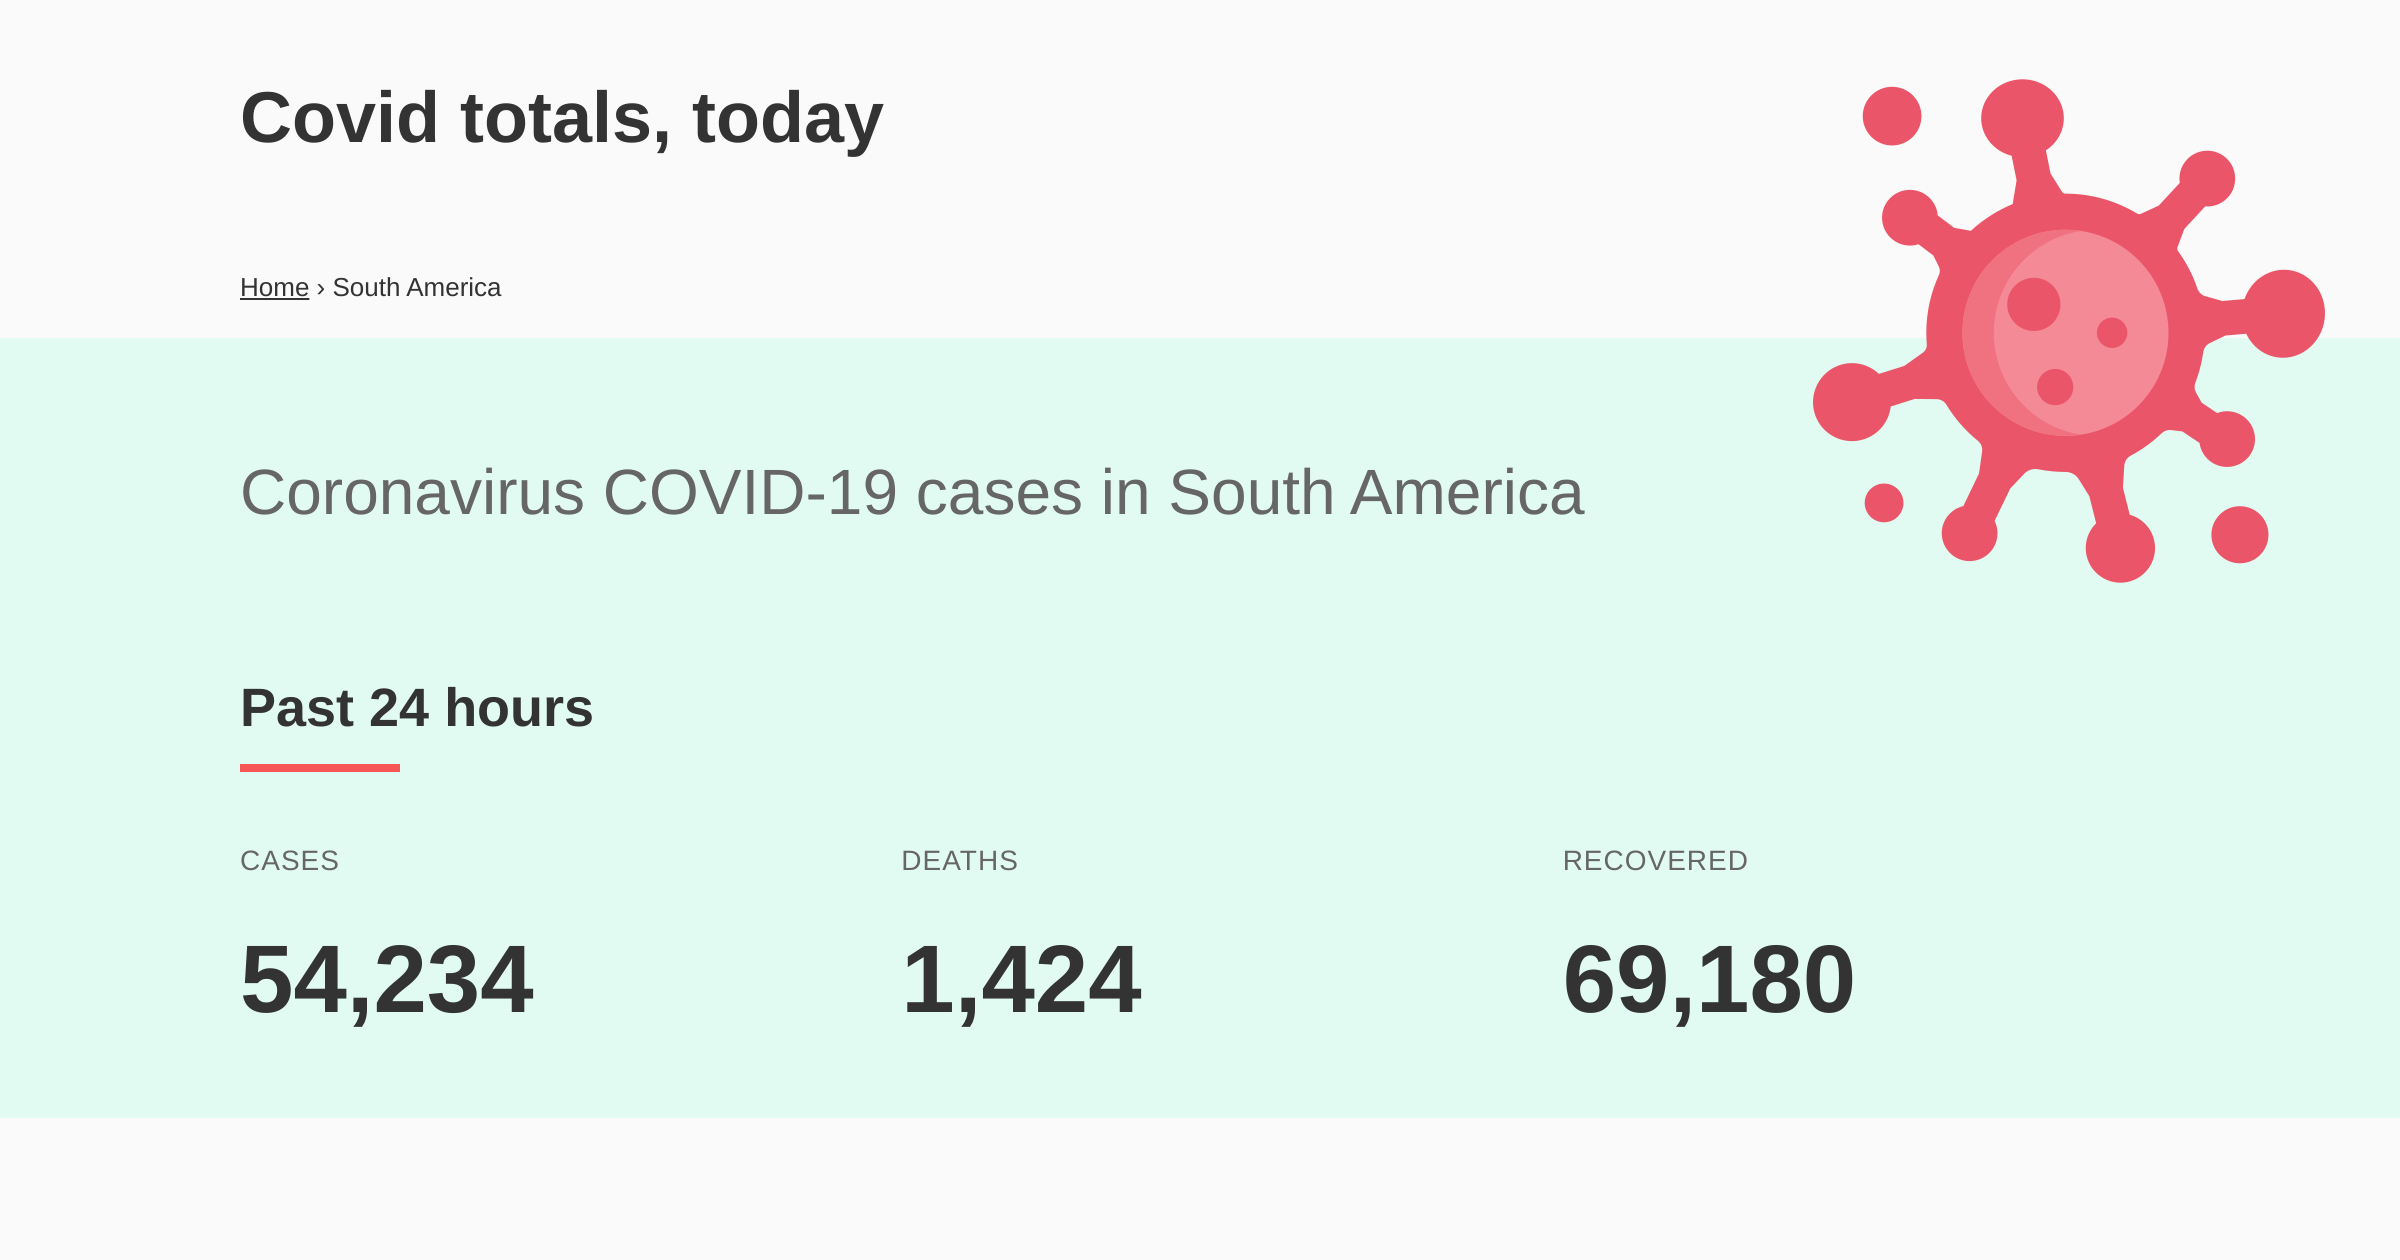 Covid totals, today
Home › South America
Coronavirus COVID-19 cases in South America
Past 24 hours
CASES
DEATHS
RECOVERED
54,234
1,424
69,180